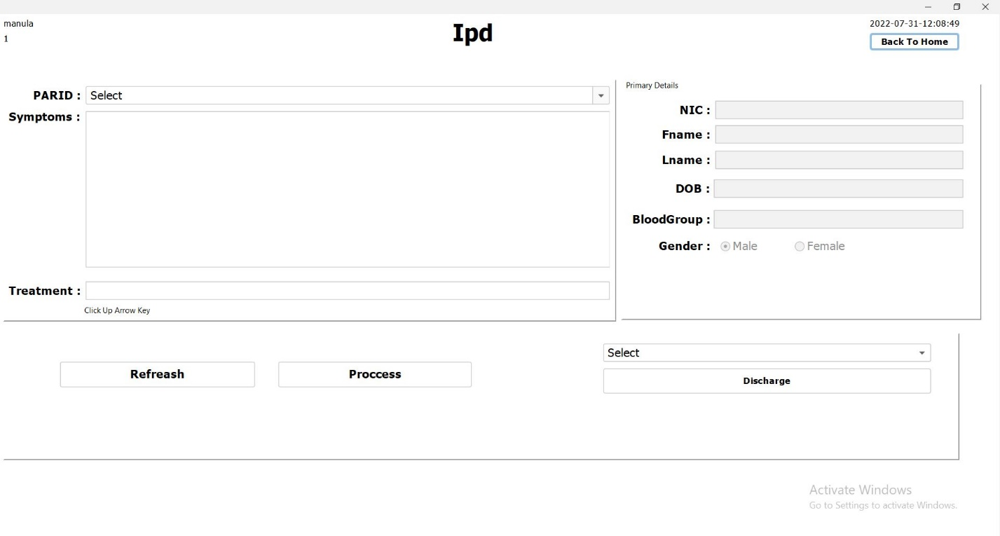 manula
1
Ipd
2022-07-31-12:08:49
Back To Home
PARID : Select
Symptoms :
Treatment :
Click Up Arrow Key
Primary Details
NIC :
Fname :
Lname :
DOB :
BloodGroup :
Gender : Male Female
Refreash
Proccess
Select
Discharge
Activate Windows
Go to Settings to activate Windows.